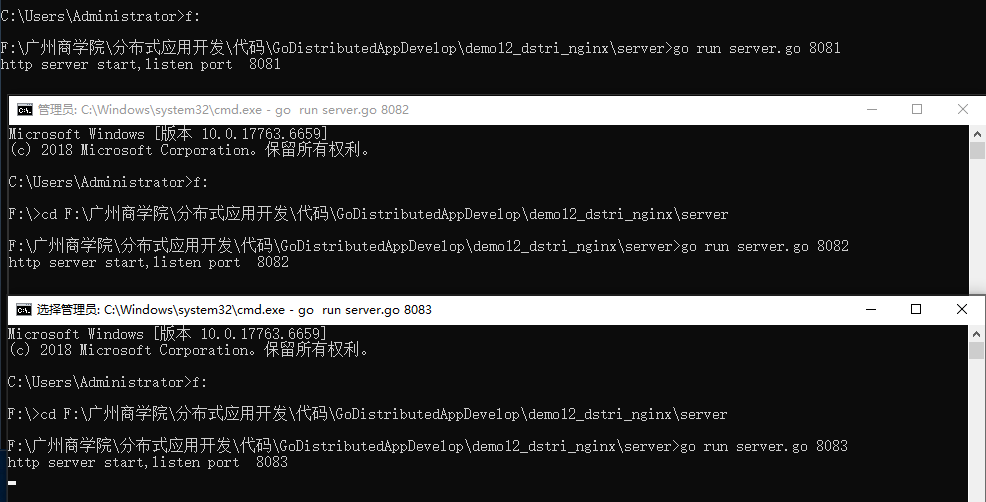 C:\Users\Administrator>f:
F:\广州商学院\分布式应用开发\代码\GoDistributedAppDevelop\demo12_dstri_nginx\server>go run server.go 8081
http server start,listen port  8081
管理员: C:\Windows\system32\cmd.exe - go  run server.go 8082
Microsoft Windows [版本 10.0.17763.6659]
(c) 2018 Microsoft Corporation。保留所有权利。
C:\Users\Administrator>f:
F:\>cd F:\广州商学院\分布式应用开发\代码\GoDistributedAppDevelop\demo12_dstri_nginx\server
F:\广州商学院\分布式应用开发\代码\GoDistributedAppDevelop\demo12_dstri_nginx\server>go run server.go 8082
http server start,listen port  8082
选择管理员: C:\Windows\system32\cmd.exe - go  run server.go 8083
Microsoft Windows [版本 10.0.17763.6659]
(c) 2018 Microsoft Corporation。保留所有权利。
C:\Users\Administrator>f:
F:\>cd F:\广州商学院\分布式应用开发\代码\GoDistributedAppDevelop\demo12_dstri_nginx\server
F:\广州商学院\分布式应用开发\代码\GoDistributedAppDevelop\demo12_dstri_nginx\server>go run server.go 8083
http server start,listen port  8083